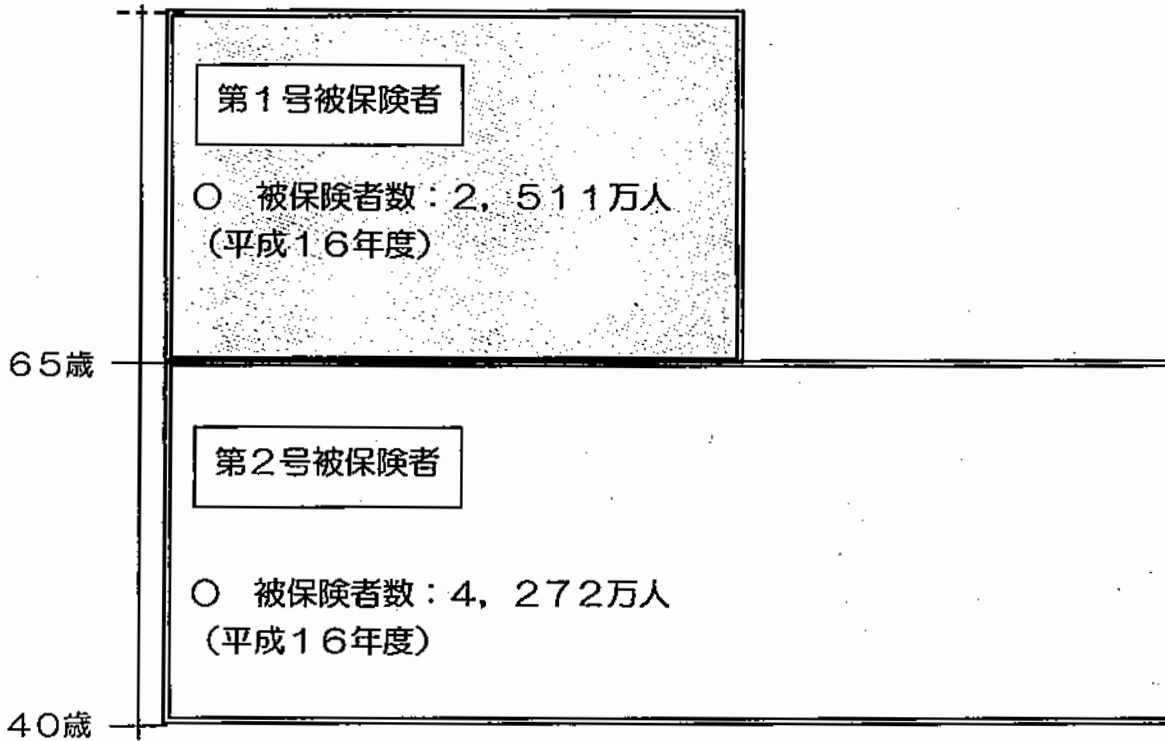 第１号被保険者
○　被保険者数：２，５１１万人
（平成１６年度）
６５歳
第２号被保険者
○　被保険者数：４，２７２万人
（平成１６年度）
４０歳